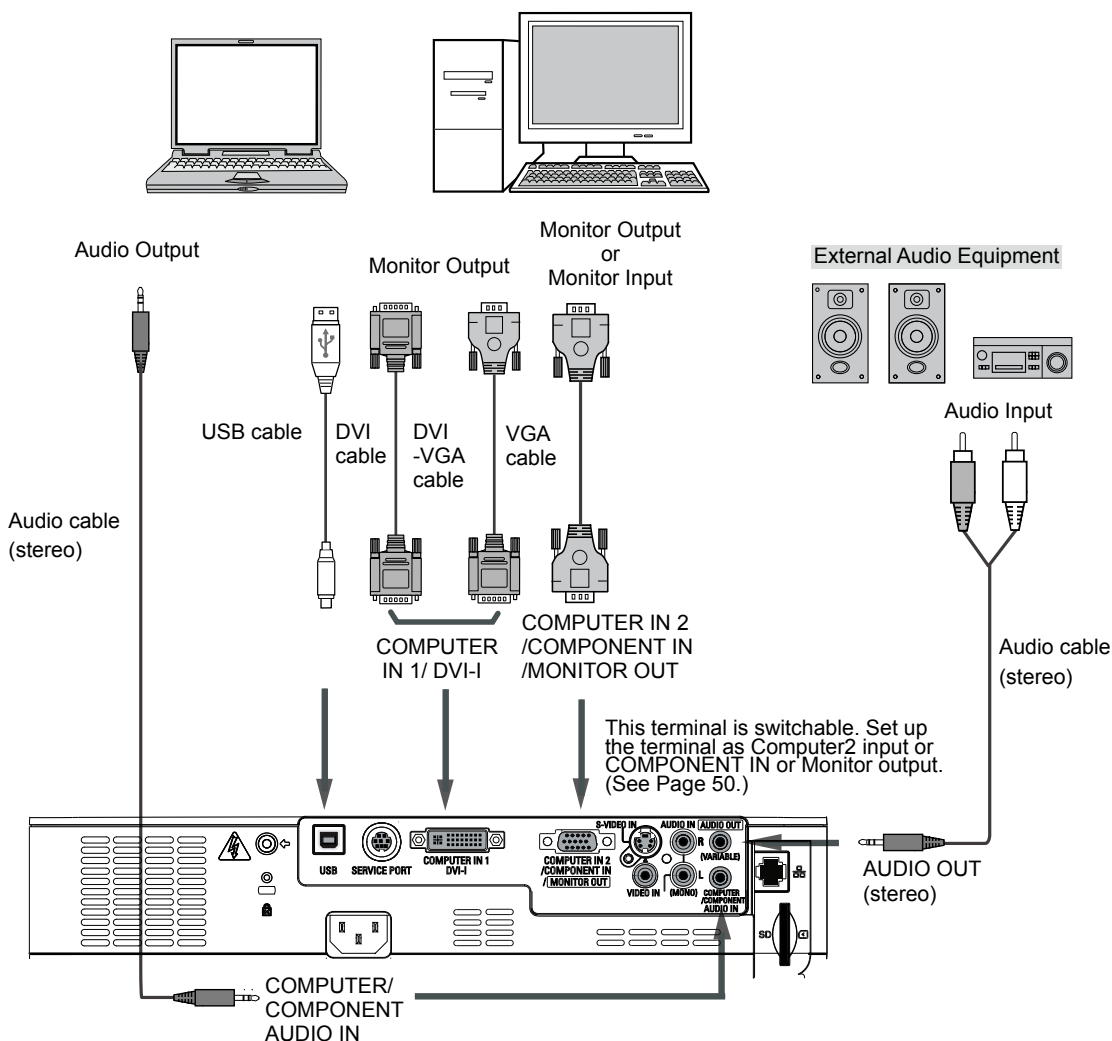 Audio Output
Monitor Output
Monitor Output
or
Monitor Input
External Audio Equipment
Audio Input
USB cable
DVI
cable
DVI
-VGA
cable
VGA
cable
Audio cable
(stereo)
COMPUTER
IN 1/ DVI-I
COMPUTER IN 2
/COMPONENT IN
/MONITOR OUT
Audio cable
(stereo)
This terminal is switchable. Set up
the terminal as Computer2 input or
COMPONENT IN or Monitor output.
(See Page 50.)
S-VIDEO IN
AUDIO IN
AUDIO OUT
R
(VARIABLE)
USB
SERVICE PORT
COMPUTER IN 1
DVI-I
COMPUTER IN 2
/COMPONENT IN
/ MONITOR OUT
VIDEO IN
L
(MONO)
COMPUTER
/COMPONENT
AUDIO IN
SD
AUDIO OUT
(stereo)
COMPUTER/
COMPONENT
AUDIO IN